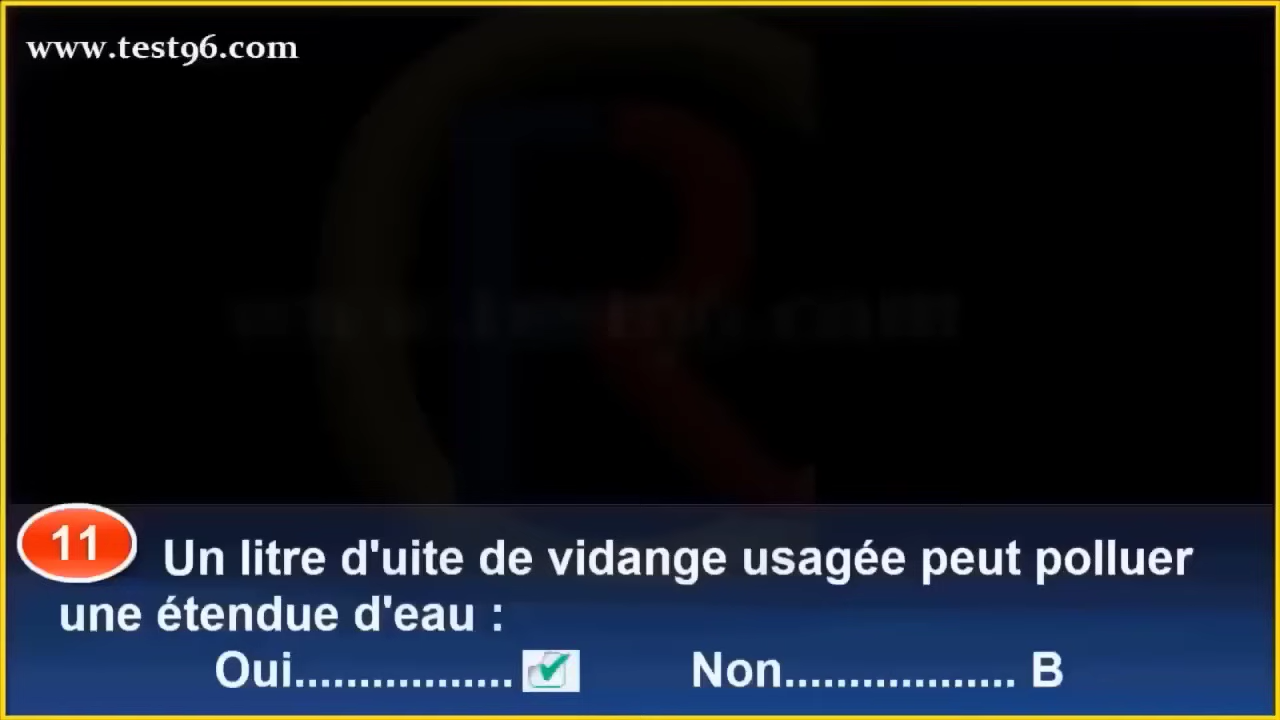 www.test96.com
11 Un litre d'uite de vidange usagée peut polluer
une étendue d'eau :
Oui................. Non.................. B